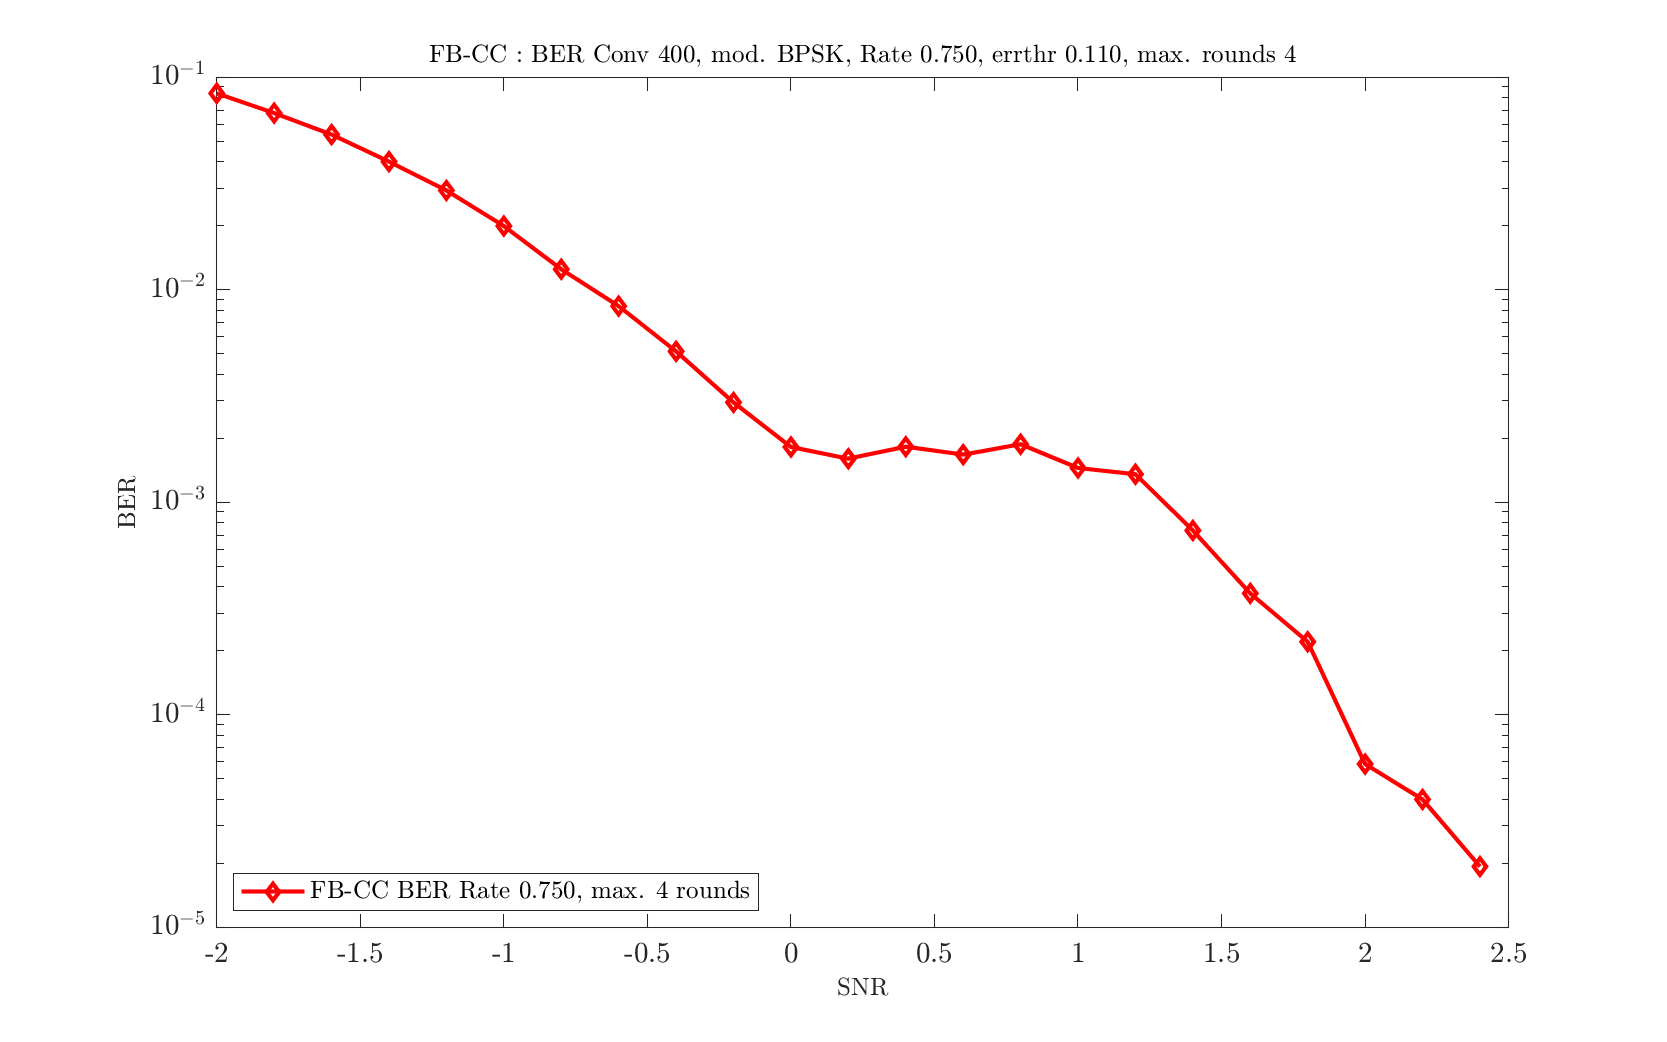 FB-CC : BER Conv 400, mod. BPSK, Rate 0.750, errthr 0.110, max. rounds 4
10^{-1}
10^{-2}
10^{-3}
10^{-4}
10^{-5}
BER
FB-CC BER Rate 0.750, max. 4 rounds
-2 -1.5 -1 -0.5 0 0.5 1 1.5 2 2.5
SNR